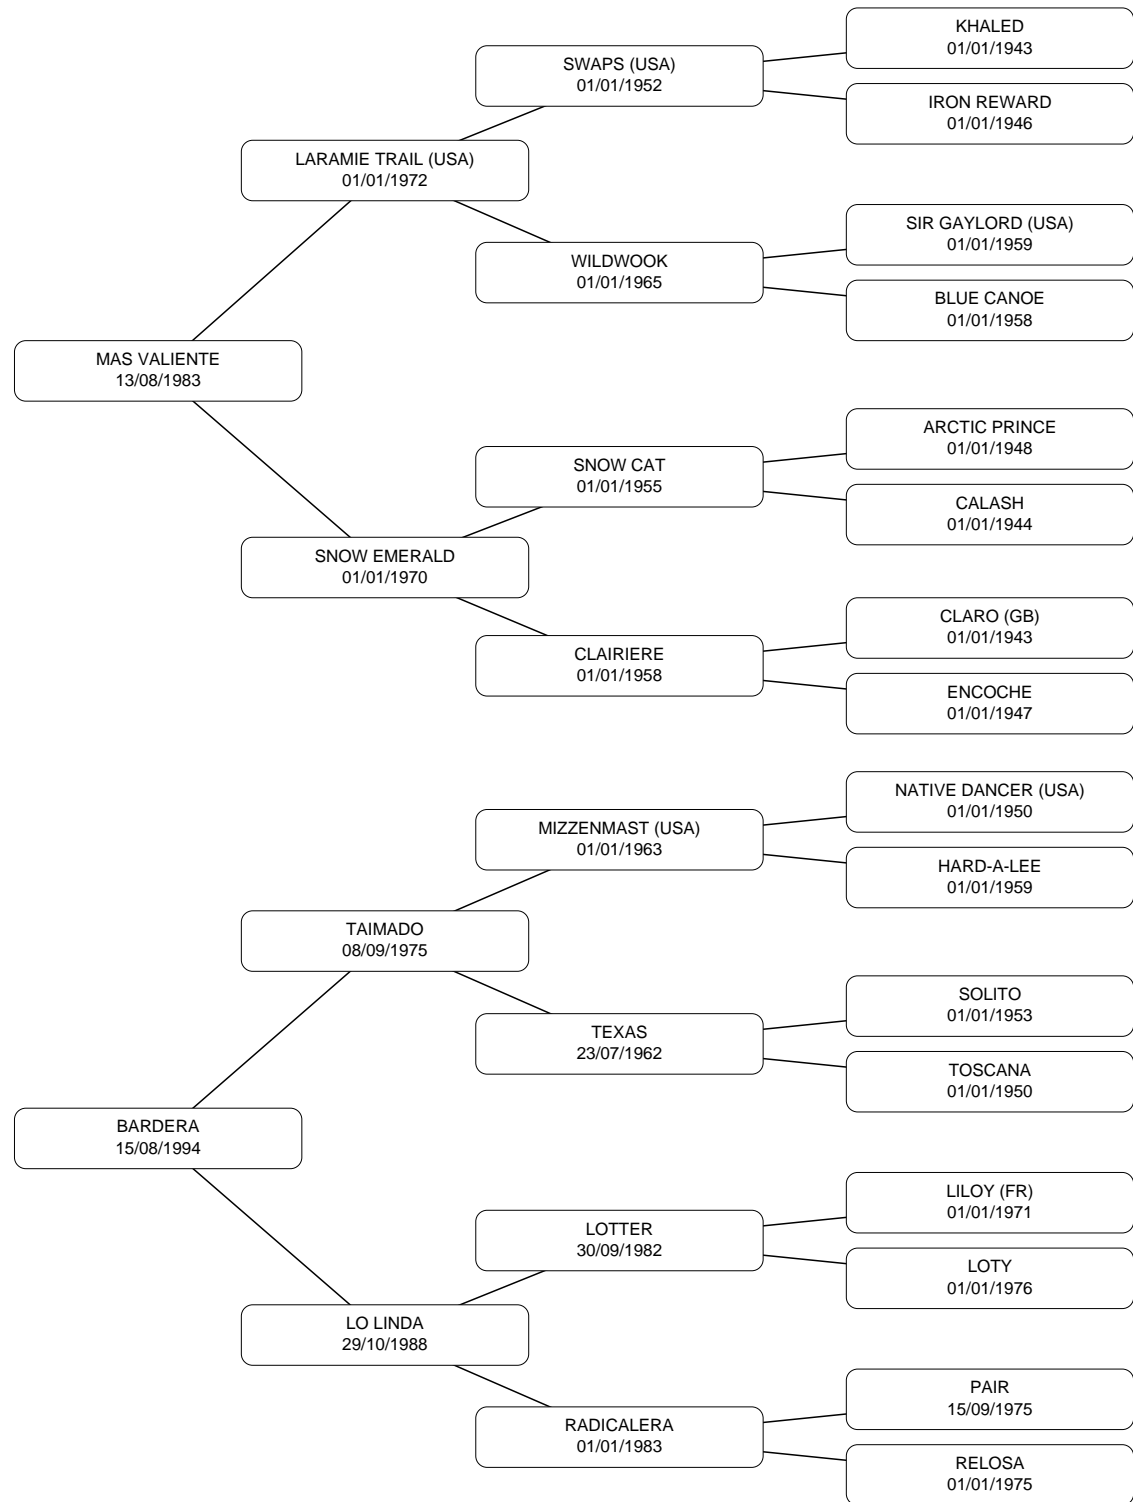 KHALED
01/01/1943
SWAPS (USA)
01/01/1952
IRON REWARD
01/01/1946
LARAMIE TRAIL (USA)
01/01/1972
SIR GAYLORD (USA)
01/01/1959
WILDWOOK
01/01/1965
BLUE CANOE
01/01/1958
MAS VALIENTE
13/08/1983
ARCTIC PRINCE
01/01/1948
SNOW CAT
01/01/1955
CALASH
01/01/1944
SNOW EMERALD
01/01/1970
CLARO (GB)
01/01/1943
CLAIRIERE
01/01/1958
ENCOCHE
01/01/1947
NATIVE DANCER (USA)
01/01/1950
MIZZENMAST (USA)
01/01/1963
HARD-A-LEE
01/01/1959
TAIMADO
08/09/1975
SOLITO
01/01/1953
TEXAS
23/07/1962
TOSCANA
01/01/1950
BARDERA
15/08/1994
LILOY (FR)
01/01/1971
LOTTER
30/09/1982
LOTY
01/01/1976
LO LINDA
29/10/1988
PAIR
15/09/1975
RADICALERA
01/01/1983
RELOSA
01/01/1975